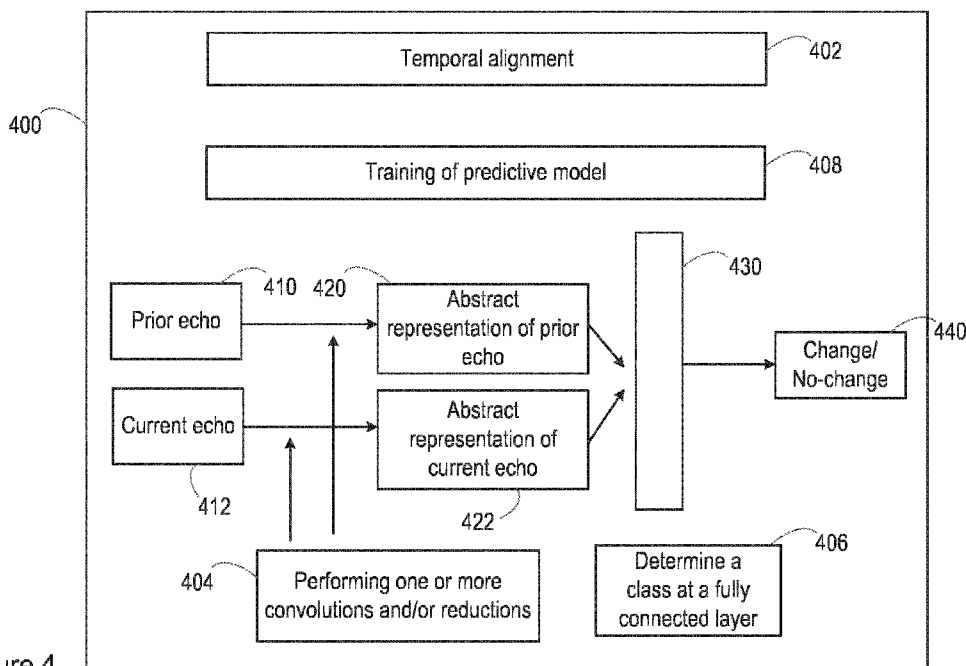 Temporal alignment
402
400
Training of predictive model
408
430
410
420
Prior echo
Abstract
representation of prior
echo
440
Change/
No-change
Current echo
Abstract
representation of
current echo
412
422
406
404
Performing one or more
convolutions and/or reductions
Determine a
class at a fully
connected layer